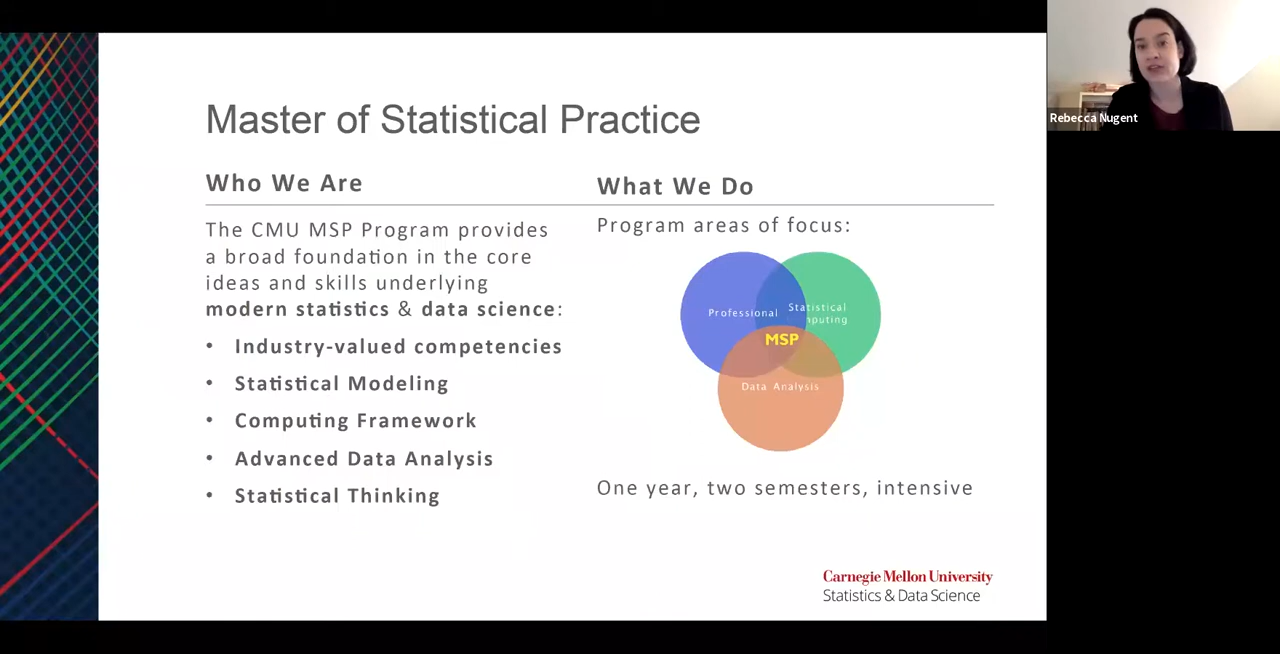 Rebecca Nugent
Master of Statistical Practice
Who We Are
The CMU MSP Program provides
a broad foundation in the core
ideas and skills underlying
modern statistics & data science:
• Industry-valued competencies
• Statistical Modeling
• Computing Framework
• Advanced Data Analysis
• Statistical Thinking
What We Do
Program areas of focus:
Professional
Statistical
MSP
Data Analysis
One year, two semesters, intensive
Carnegie Mellon University
Statistics & Data Science